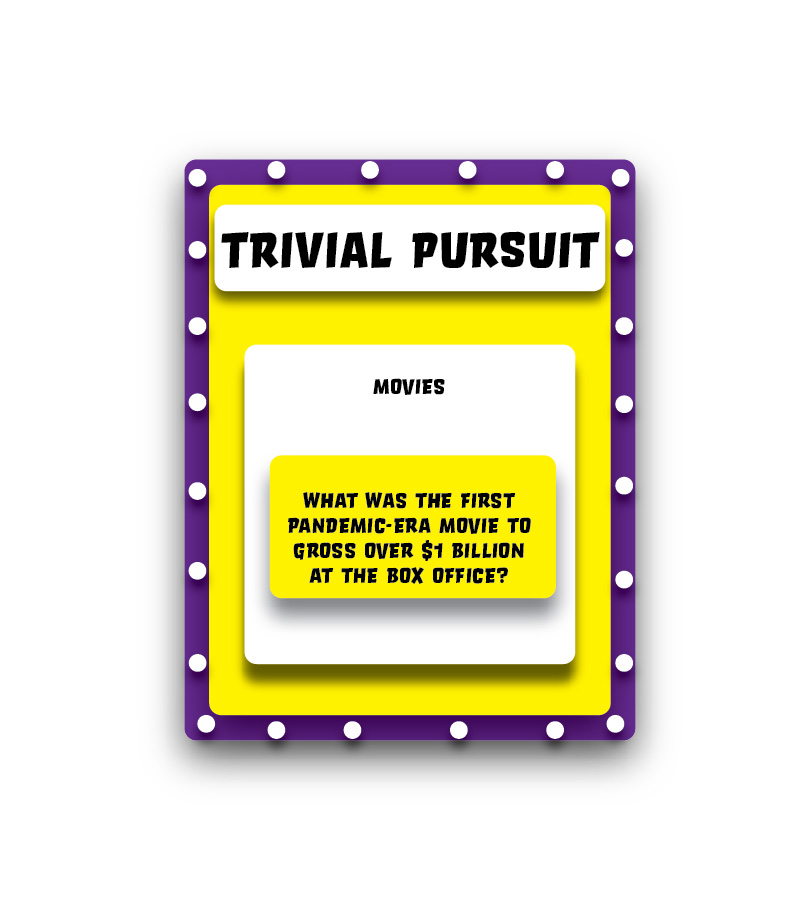 TRIVIAL PURSUIT
MOVIES
WHAT WAS THE FIRST
PANDEMIC-ERA MOVIE TO
GROSS OVER $1 BILLION
AT THE BOX OFFICE?